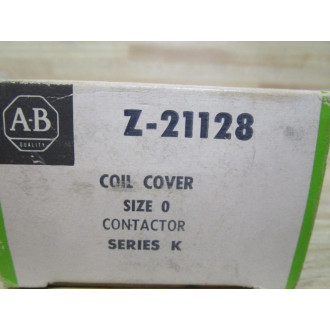 A-B
QUALITY
Z-21128
COIL COVER
SIZE 0
CONTACTOR
SERIES K